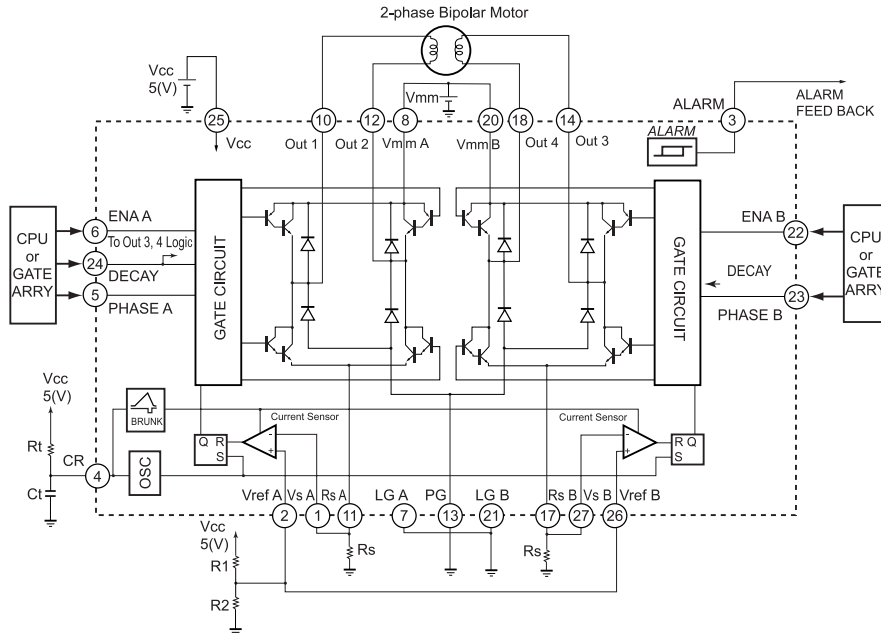 2-phase Bipolar Motor
Vcc
5(V)
Vmm
ALARM
ALARM
FEED BACK
25
10
12
8
20
18
14
3
Vcc
Out 1
Out 2
Vmm A
Vmm B
Out 4
Out 3
ALARM
CPU
or
GATE
ARRY
6
ENA A
To Out 3, 4 Logic
24
DECAY
5
PHASE A
GATE CIRCUIT
GATE CIRCUIT
ENA B
22
DECAY
23
PHASE B
CPU
or
GATE
ARRY
Vcc
5(V)
Rt
CR
4
Ct
BRUNK
OSC
Q R
S
Current Sensor
-
+
Current Sensor
-
+
R Q
S
Vref A
Vs A
Rs A
LG A
PG
LG B
Rs B
Vs B
Vref B
2
1
11
7
13
21
17
27
26
Vcc
5(V)
R1
R2
Rs
Rs